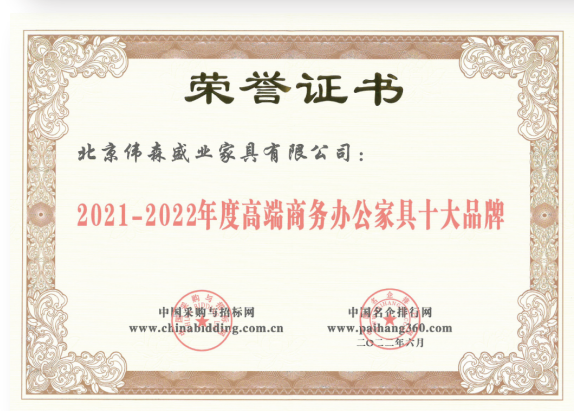 荣誉证书
北京伟森盛业家具有限公司：
2021-2022年度高端商务办公家具十大品牌
中国采购与招标网
www.chinabidding.com.cn
中国名企排行网
www.paihang360.com
二〇二二年六月